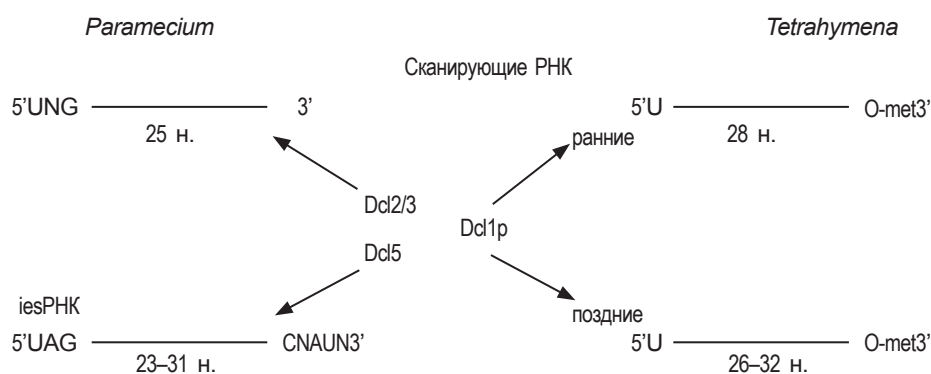 Paramecium
Tetrahymena
Сканирующие РНК
5'UNG
3'
5'U
O-met3'
25 н.
ранние
28 н.
Dcl2/3
Dcl1p
Dcl5
iesРНК
поздние
5'UAG
CNAUN3'
5'U
O-met3'
23–31 н.
26–32 н.